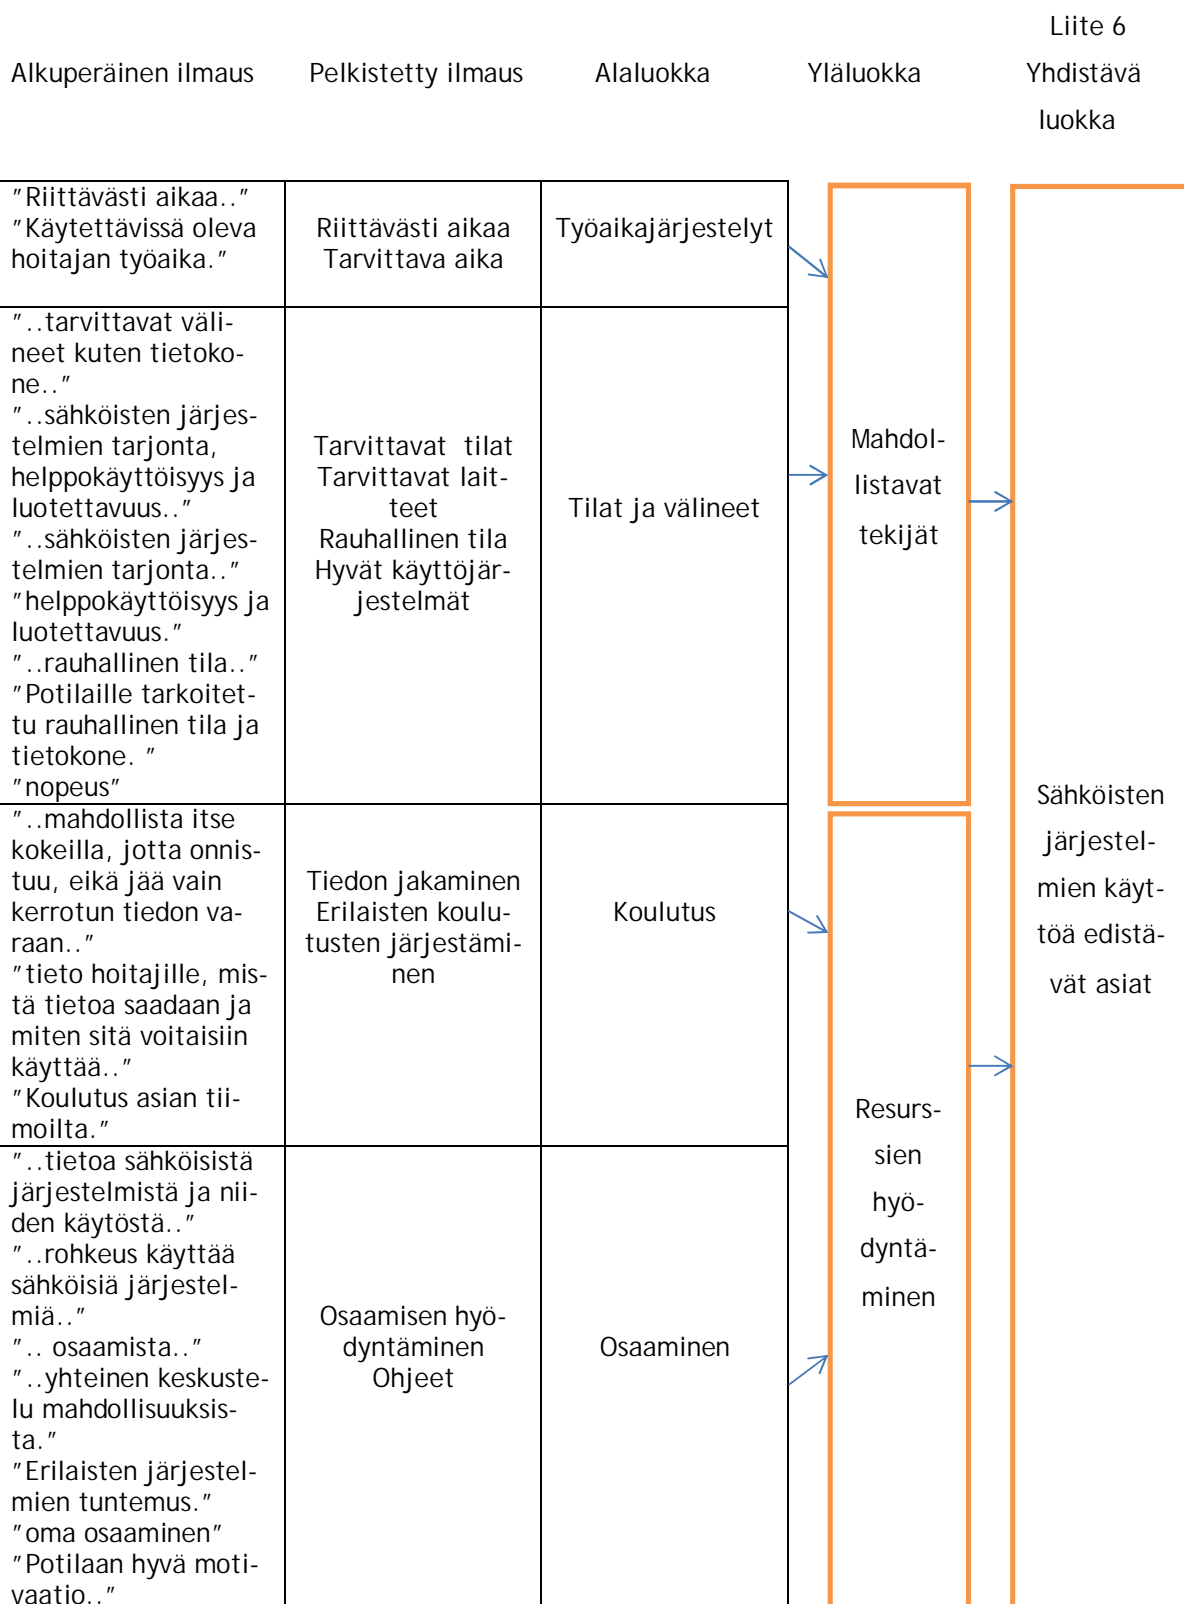 Liite 6
Alkuperäinen ilmaus Pelkistetty ilmaus Alaluokka Yläluokka Yhdistävä
luokka
"Riittävästi aikaa.."
"Käytettävissä oleva
hoitajan työaika."
Riittävästi aikaa
Tarvittava aika
Työaikajärjestelyt
"..tarvittavat väli-
neet kuten tietoko-
ne.."
"..sähköisten järjes-
telmien tarjonta,
helppokäyttöisyys ja
luotettavuus.."
"..sähköisten järjes-
telmien tarjonta.."
"helppokäyttöisyys ja
luotettavuus."
"..rauhallinen tila.."
"Potilaille tarkoitet-
tu rauhallinen tila ja
tietokone. "
"nopeus"
Tarvittavat tilat
Tarvittavat lait-
teet
Rauhallinen tila
Hyvät käyttöjär-
jestelmät
Tilat ja välineet
Mahdol-
listavat
tekijät
"..mahdollista itse
kokeilla, jotta onnis-
tuu, eikä jää vain
kerrotun tiedon va-
raan.."
"tieto hoitajille, mis-
tä tietoa saadaan ja
miten sitä voitaisiin
käyttää.."
"Koulutus asian tii-
moilta."
Tiedon jakaminen
Erilaisten koulu-
tusten järjestämi-
nen
Koulutus
"..tietoa sähköisistä
järjestelmistä ja nii-
den käytöstä.."
"..rohkeus käyttää
sähköisiä järjestel-
miä.."
".. osaamista.."
"..yhteinen keskuste-
lu mahdollisuuksis-
ta."
"Erilaisten järjestel-
mien tuntemus."
"oma osaaminen"
"Potilaan hyvä moti-
vaatio.."
Osaamisen hyö-
dyntäminen
Ohjeet
Osaaminen
Resurs-
sien
hyö-
dyntä-
minen
Sähköisten
järjestel-
mien käyt-
töä edistä-
vät asiat